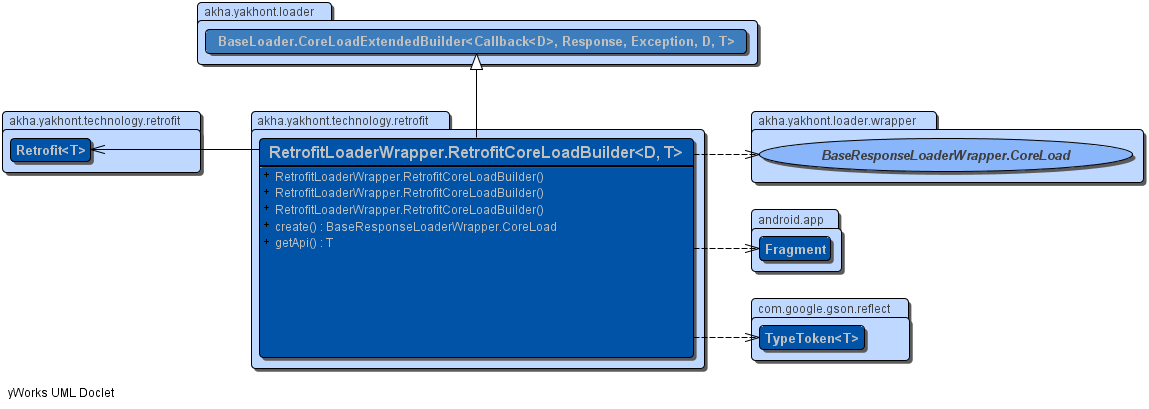 akha.yakhont.loader
BaseLoader.CoreLoadExtendedBuilder<Callback<D>, Response, Exception, D, T>
akha.yakhont.technology.retrofit
Retrofit<T>
akha.yakhont.technology.retrofit
RetrofitLoaderWrapper.RetrofitCoreLoadBuilder<D, T>
+ RetrofitLoaderWrapper.RetrofitCoreLoadBuilder()
+ RetrofitLoaderWrapper.RetrofitCoreLoadBuilder()
+ RetrofitLoaderWrapper.RetrofitCoreLoadBuilder()
+ create() : BaseResponseLoaderWrapper.CoreLoad
+ getApi() : T
akha.yakhont.loader.wrapper
BaseResponseLoaderWrapper.CoreLoad
android.app
Fragment
com.google.gson.reflect
TypeToken<T>
yWorks UML Doclet